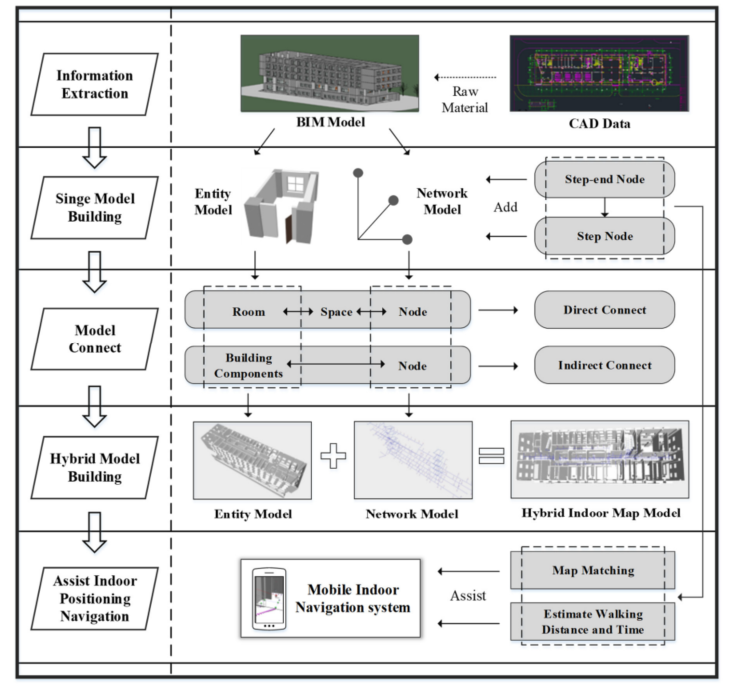 Information
Extraction
BIM Model
Raw
Material
CAD Data
Singe Model
Building
Entity
Model
Network
Model
Add
Step-end Node
Step Node
Model
Connect
Room
Space
Node
Direct Connect
Building
Components
Node
Indirect Connect
Hybrid Model
Building
Entity Model
Network Model
Hybrid Indoor Map Model
Assist Indoor
Positioning
Navigation
Mobile Indoor
Navigation system
Assist
Map Matching
Estimate Walking
Distance and Time